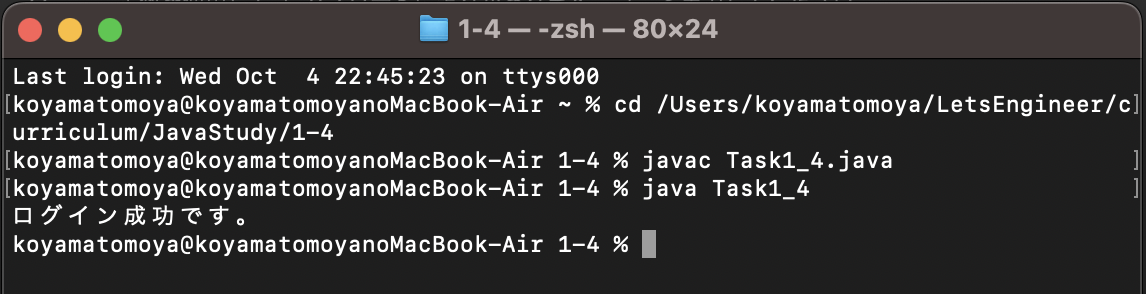 1-4 — -zsh — 80×24
Last login: Wed Oct  4 22:45:23 on ttys000
[koyamatomoya@koyamatomoyanoMacBook-Air ~ % cd /Users/koyamatomoya/LetsEngineer/c]
urriculum/JavaStudy/1-4
[koyamatomoya@koyamatomoyanoMacBook-Air 1-4 % javac Task1_4.java ]
[koyamatomoya@koyamatomoyanoMacBook-Air 1-4 % java Task1_4 ]
ログイン成功です。
koyamatomoya@koyamatomoyanoMacBook-Air 1-4 %